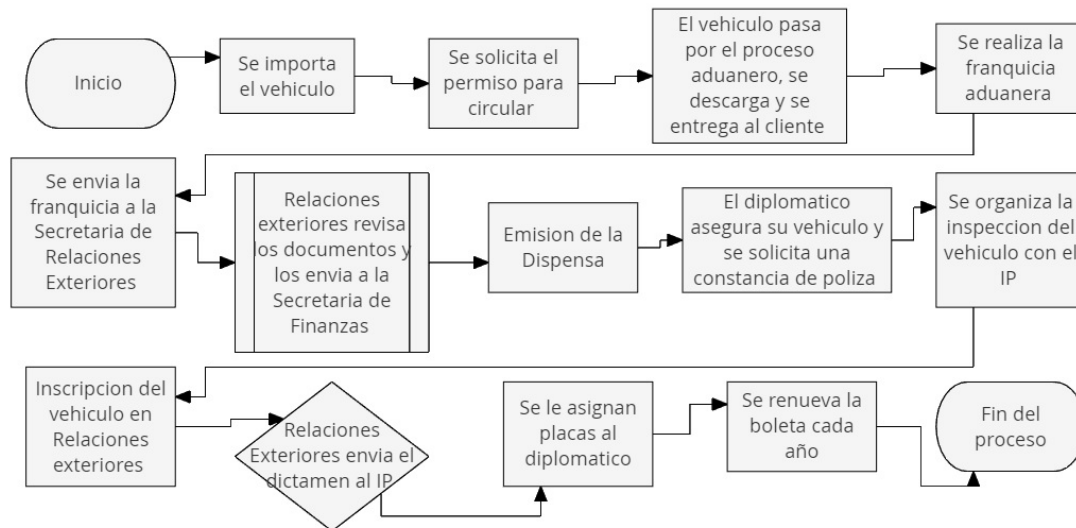 Inicio
Se importa
el vehiculo
Se solicita el
permiso para
circular
El vehiculo pasa
por el proceso
aduanero, se
descarga y se
entrega al cliente
Se realiza la
franquicia
aduanera
Se envia la
franquicia a la
Secretaria de
Relaciones
Exteriores
Relaciones
exteriores revisa
los documentos y
los envia a la
Secretaria de
Finanzas
Emision de la
Dispensa
El diplomatico
asegura su vehiculo y
se solicita una
constancia de poliza
Se organiza la
inspeccion del
vehiculo con el
IP
Inscripcion del
vehiculo en
Relaciones
exteriores
Relaciones
Exteriores envia el
dictamen al IP
Se le asignan
placas al
diplomatico
Se renueva la
boleta cada
año
Fin del
proceso